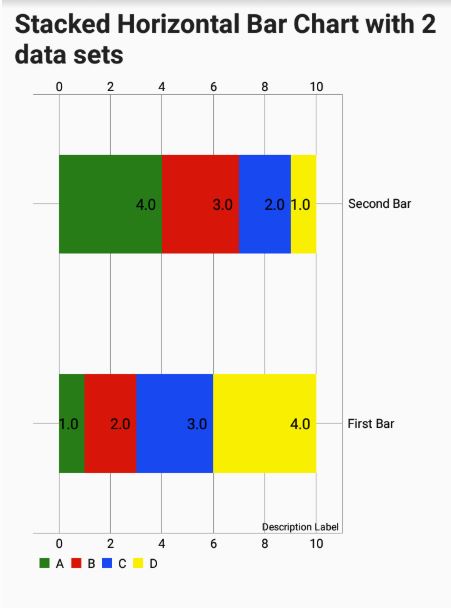 Stacked Horizontal Bar Chart with 2
data sets
0 2 4 6 8 10
4.0 3.0 2.0 1.0 Second Bar
1.0 2.0 3.0 4.0 First Bar
Description Label
0 2 4 6 8 10
A B C D